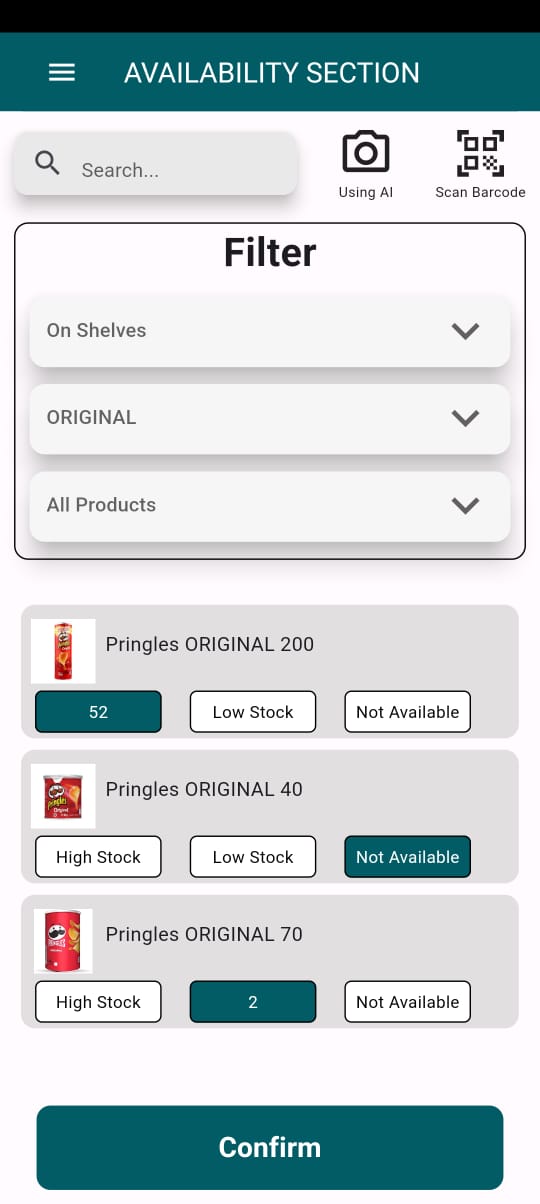 AVAILABILITY SECTION
Search...
Using AI
Scan Barcode
Filter
On Shelves
ORIGINAL
All Products
Pringles ORIGINAL 200
52
Low Stock
Not Available
Pringles ORIGINAL 40
High Stock
Low Stock
Not Available
Pringles ORIGINAL 70
High Stock
2
Not Available
Confirm